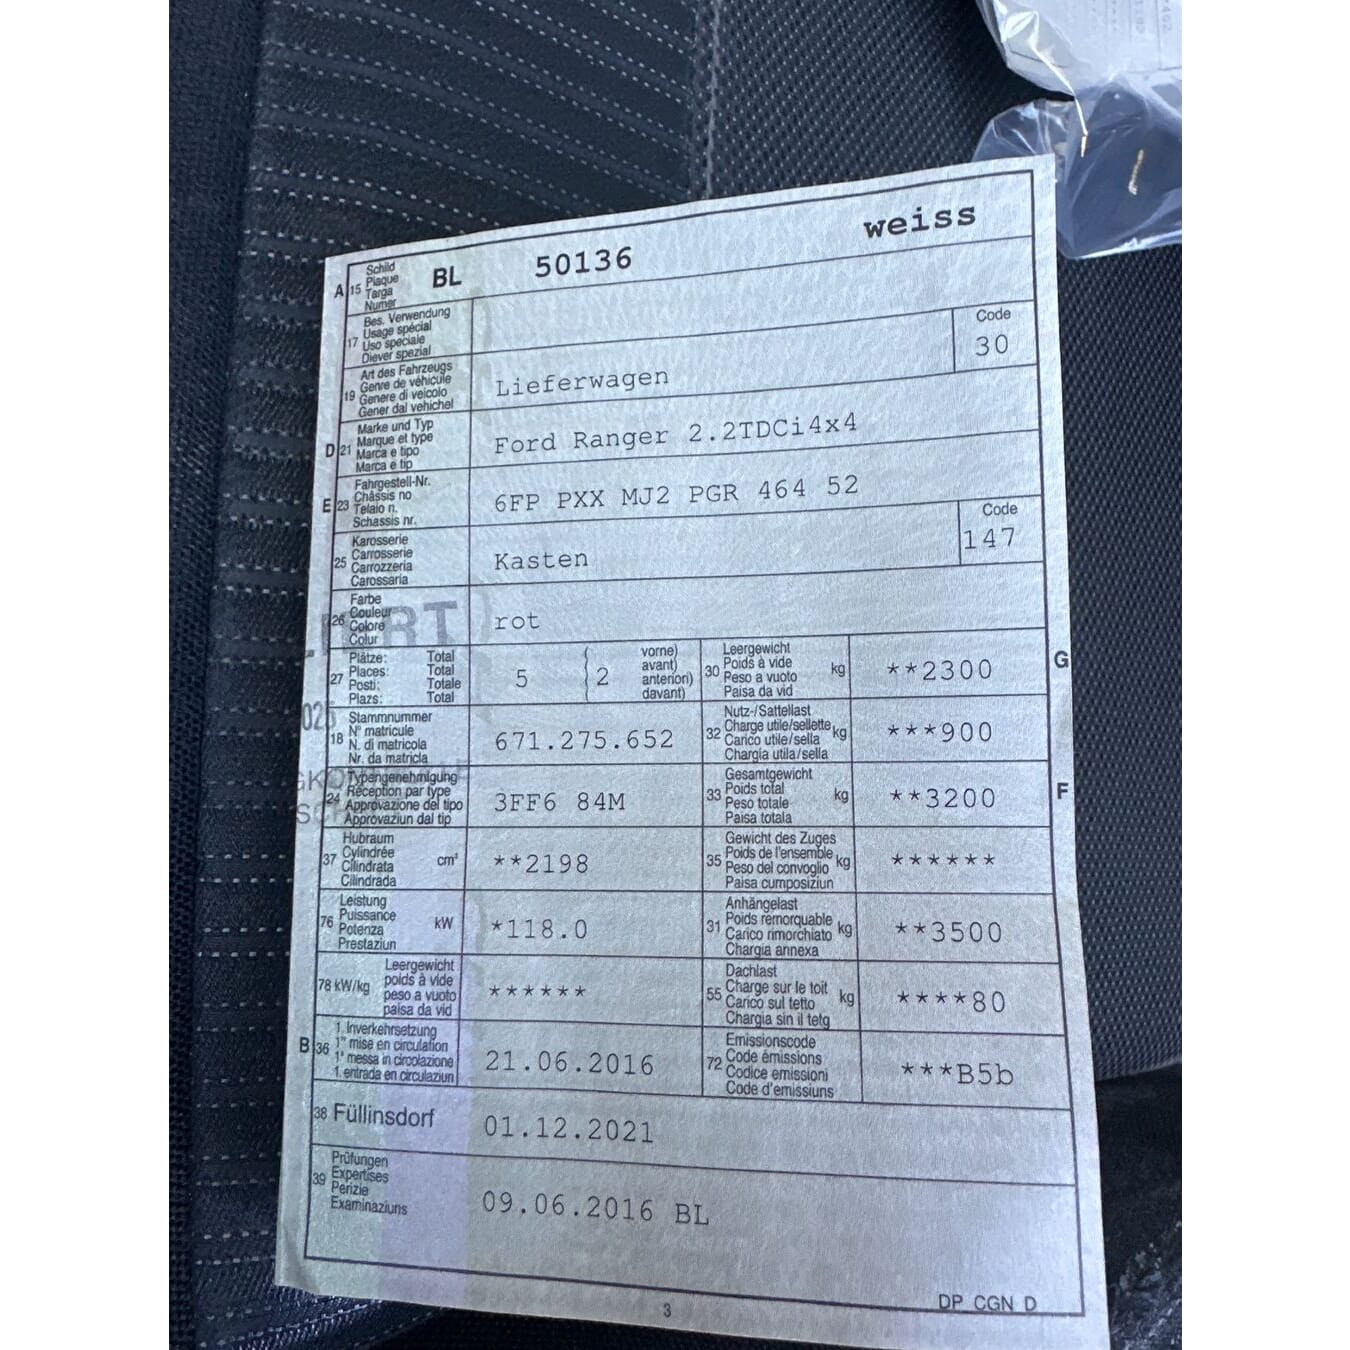 A 15 Schild Plaque Targa Numer BL 50136 weiss
17 Bes. Verwendung Usage spécial Uso speciale Diever spezial
19 Art des Fahrzeugs Genre de véhicule Genere di veicolo Gener dal vehichel Lieferwagen Code 30
D 21 Marke und Typ Marque et type Marca e tipo Marca e tip Ford Ranger 2.2TDCi4x4
E 23 Fahrgestell-Nr. Châssis no Telaio n. Schassis nr. 6FP PXX MJ2 PGR 464 52
25 Karosserie Carrosserie Carrozzeria Carossaria Kasten Code 147
26 Farbe Couleur Colore Colur rot
27 Plätze: Total Places: Total Posti: Totale Plazs: Total 5 { 2 vorne) avant) anteriori) davant)
30 Leergewicht Poids à vide Peso a vuoto Paisa da vid kg **2300 G
18 Stammnummer N° matricule N. di matricola Nr. da matricla 671.275.652
32 Nutz-/Sattellast Charge utile/sellette Carico utile/sella Chargia utila/sella kg ***900
24 Typengenehmigung Réception par type Approvazione del tipo Approvaziun dal tip 3FF6 84M
33 Gesamtgewicht Poids total Peso totale Paisa totala kg **3200 F
37 Hubraum Cylindrée Cilindrata Cilindrada cm³ **2198
35 Gewicht des Zuges Poids de l'ensemble Peso del convoglio Paisa cumposiziun kg ******
76 Leistung Puissance Potenza Prestaziun kW *118.0
31 Anhängelast Poids remorquable Carico rimorchiato Chargia annexa kg **3500
78 kW/kg Leergewicht poids à vide peso a vuoto paisa da vid ******
55 Dachlast Charge sur le toit Carico sul tetto Chargia sin il tetg kg ****80
B 36 1. Inverkehrsetzung 1re mise en circulation 1a messa in circolazione 1. entrada en circulaziun 21.06.2016
72 Emissionscode Code émissions Codice emissioni Code d'emissiuns ***B5b
38 Füllinsdorf 01.12.2021
39 Prüfungen Expertises Perizie Examinaziuns 09.06.2016 BL
3
DP CGN D